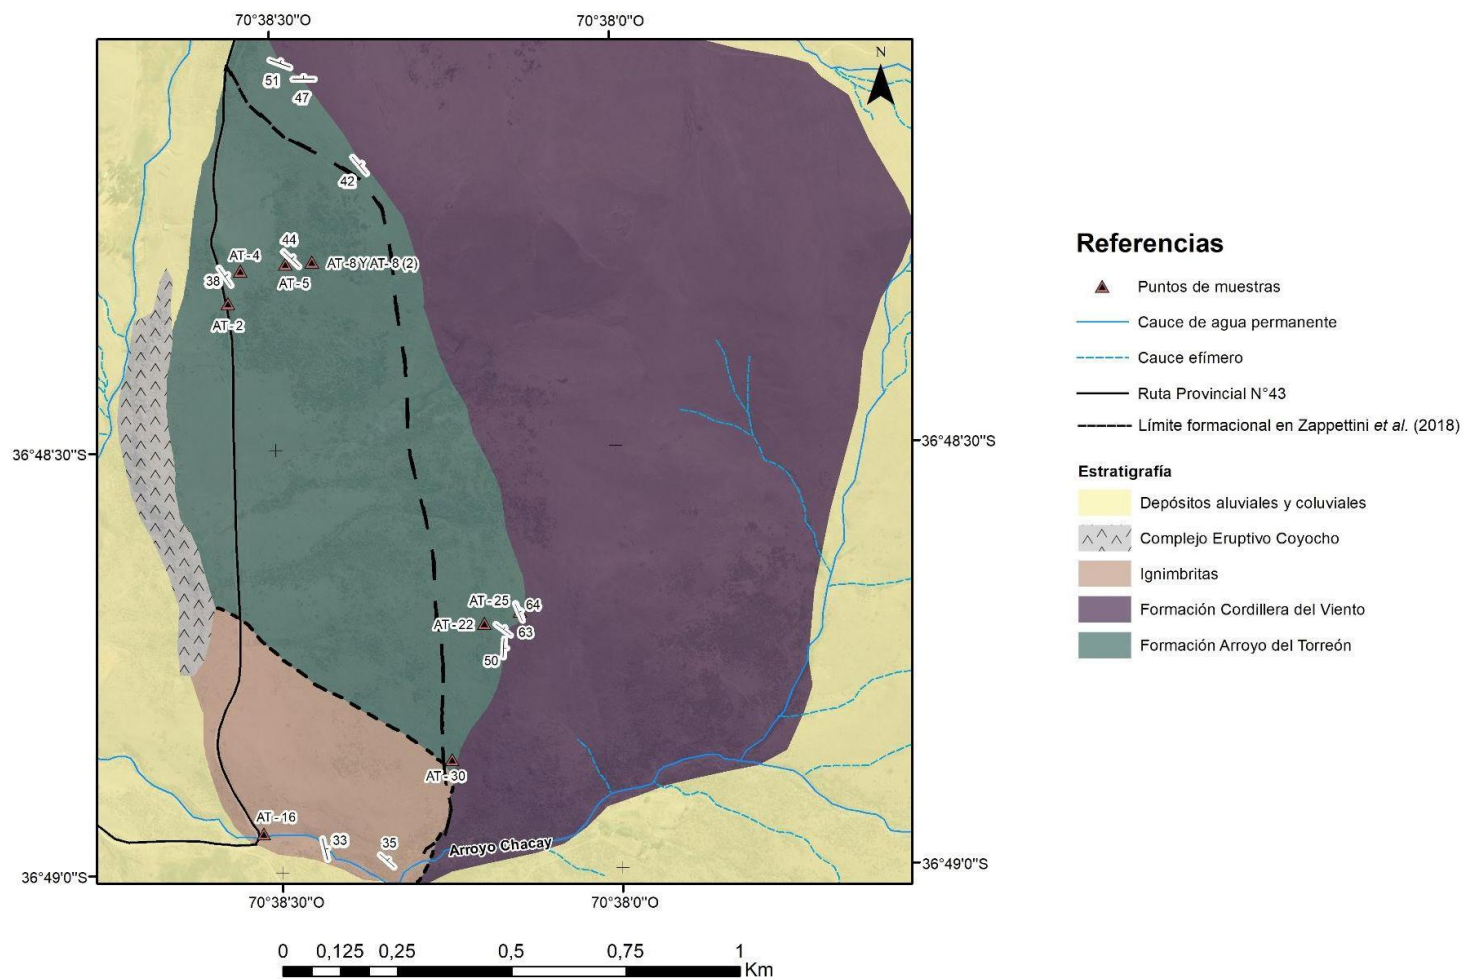 70°38'30"O
70°38'0"O
N
51
47
42
44
AT-4
AT-8 Y AT-8 (2)
38
AT-5
AT-2
36°48'30"S
36°48'30"S
AT-25
64
AT-22
63
50
AT-30
AT-16
33
35
Arroyo Chacay
36°49'0"S
36°49'0"S
70°38'30"O
70°38'0"O
0
0,125
0,25
0,5
0,75
1
Km
Referencias
Puntos de muestras
Cauce de agua permanente
Cauce efímero
Ruta Provincial N°43
Límite formacional en Zappettini et al. (2018)
Estratigrafía
Depósitos aluviales y coluviales
Complejo Eruptivo Coyocho
Ignimbritas
Formación Cordillera del Viento
Formación Arroyo del Torreón